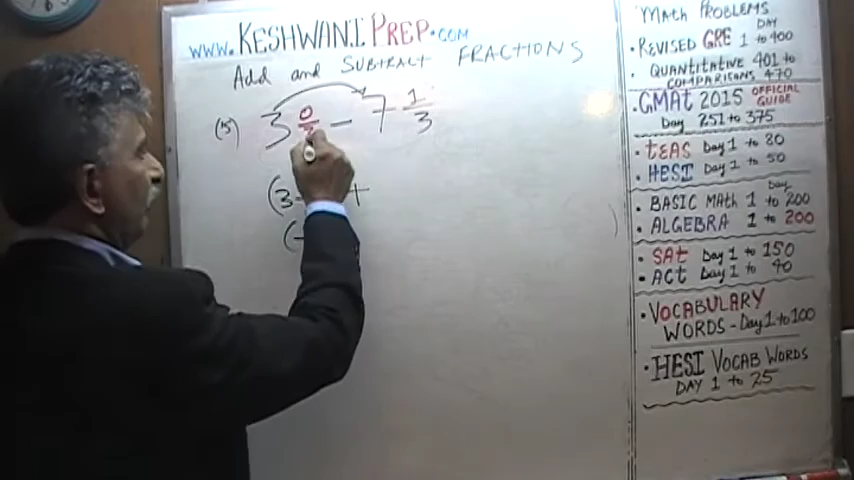 www.KESHWANI PREP.COM
Add and SUBTRACT FRACTIONS
(15) 3 0/3 - 7 1/3
(3- +
(-
MATH PROBLEMS
DAY
• REVISED GRE 1 to 400
• QUANTITATIVE 401 to
COMPARISONS 470
• GMAT 2015 OFFICIAL
GUIDE
Day 251 to 375
• TEAS Day 1 to 80
• HESI Day 1 to 50
Day
• BASIC MATH 1 to 200
• ALGEBRA 1 to 200
• SAT Day 1 to 150
• ACT Day 1 to 40
• VOCABULARY
WORDS - Day 1 to 100
• HESI VOCAB WORDS
DAY 1 to 25